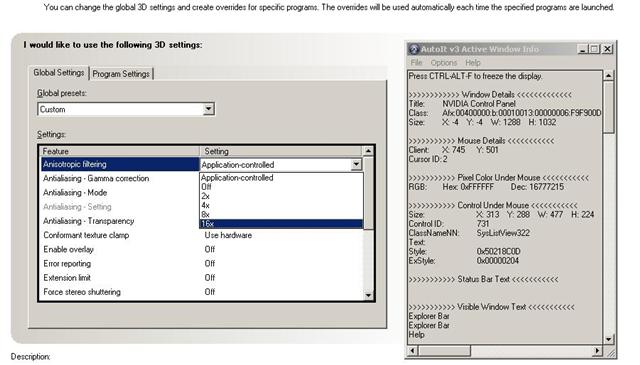 You can change the global 3D settings and create overrides for specific programs. The overrides will be used automatically each time the specified programs are launched.
I would like to use the following 3D settings:
Global Settings Program Settings
Global presets:
Custom
Settings:
Feature Setting
Anisotropic filtering Application-controlled
Antialiasing - Gamma correction Application-controlled
Off
Antialiasing - Mode 2x
Antialiasing - Setting 4x
8x
Antialiasing - Transparency 16x
Conformant texture clamp Use hardware
Enable overlay Off
Error reporting Off
Extension limit Off
Force stereo shuttering Off
Description:
AutoIt v3 Active Window Info
File Options Help
Press CTRL-ALT-F to freeze the display.
>>>>>>>>>>>> Window Details <<<<<<<<<<<<<
Title: NVIDIA Control Panel
Class: Afx:00400000:b:00010013:00000006:F9F900D
Size: X: -4 Y: -4 W: 1288 H: 1032
>>>>>>>>>>> Mouse Details <<<<<<<<<<<<
Client: X: 745 Y: 501
Cursor ID: 2
>>>>>>>>>>> Pixel Color Under Mouse <<<<<<<<<<<
RGB: Hex: 0xFFFFFF Dec: 16777215
>>>>>>>>>>> Control Under Mouse <<<<<<<<<<<
Size: X: 313 Y: 288 W: 477 H: 224
Control ID: 731
ClassNameNN: SysListView322
Text:
Style: 0x50218C0D
ExStyle: 0x00000204
>>>>>>>>>>> Status Bar Text <<<<<<<<<<<
>>>>>>>>>>> Visible Window Text <<<<<<<<<<<
Explorer Bar
Explorer Bar
Help